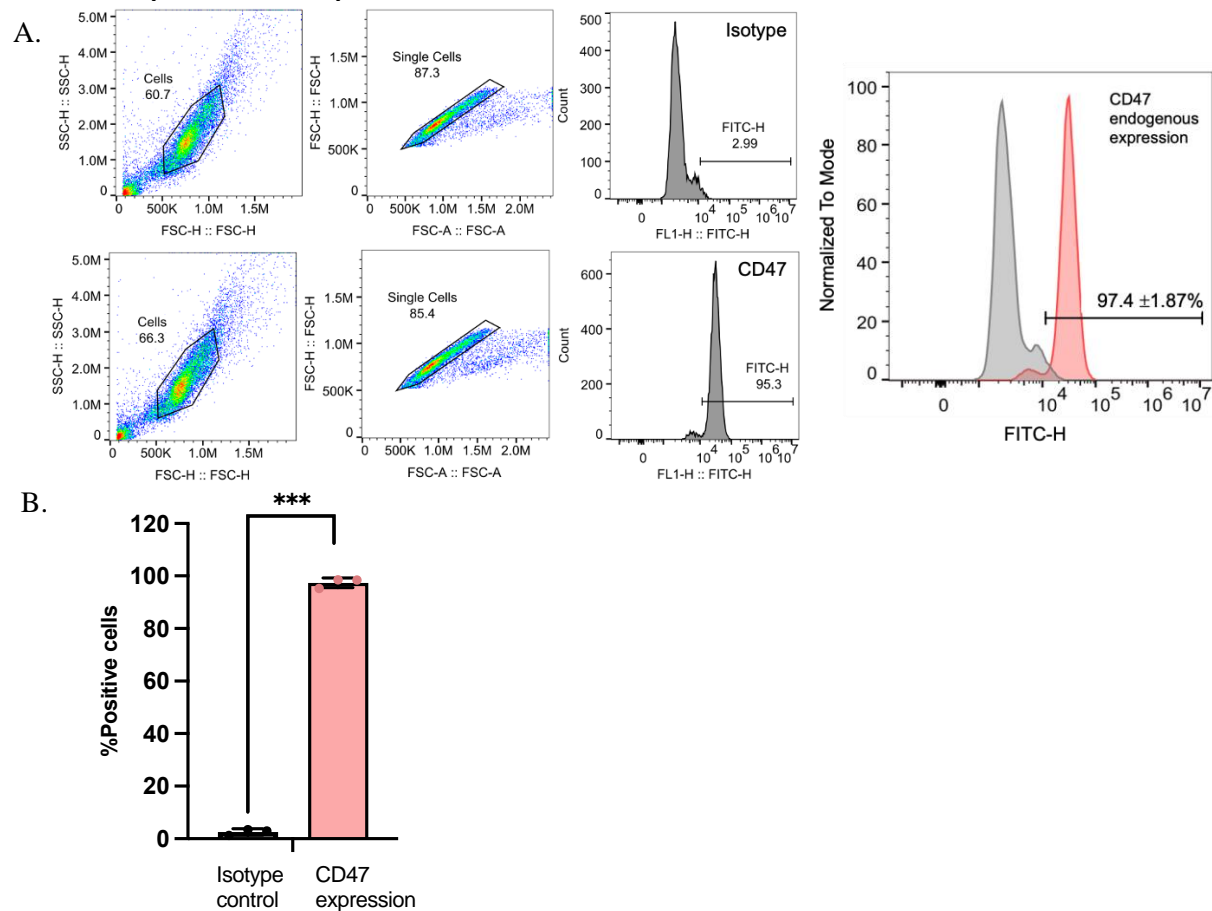 A.
5.0M
4.0M
3.0M
2.0M
1.0M
0
SSC-H :: SSC-H
Cells
60.7
0 500K 1.0M 1.5M
FSC-H :: FSC-H
1.5M
1.0M
500K
0
FSC-H :: FSC-H
Single Cells
87.3
0 500K 1.0M 1.5M 2.0M
FSC-A :: FSC-A
500
400
300
200
100
0
Count
Isotype
FITC-H
2.99
0 10^4 10^5 10^6 10^7
FL1-H :: FITC-H
5.0M
4.0M
3.0M
2.0M
1.0M
0
SSC-H :: SSC-H
Cells
66.3
0 500K 1.0M 1.5M
FSC-H :: FSC-H
1.5M
1.0M
500K
0
FSC-H :: FSC-H
Single Cells
85.4
0 500K 1.0M 1.5M 2.0M
FSC-A :: FSC-A
600
400
200
0
Count
CD47
FITC-H
95.3
0 10^4 10^5 10^6 10^7
FL1-H :: FITC-H
100
80
60
40
20
0
Normalized To Mode
CD47
endogenous
expression
97.4 ±1.87%
0 10^4 10^5 10^6 10^7
FITC-H
B.
***
120
100
80
60
40
20
0
%Positive cells
Isotype
control
CD47
expression